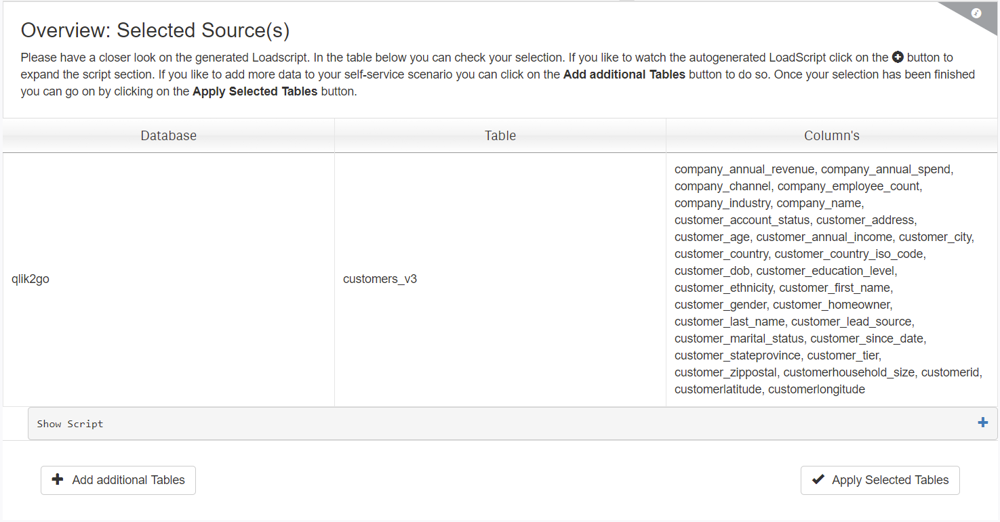 Overview: Selected Source(s)
Please have a closer look on the generated Loadscript. In the table below you can check your selection. If you like to watch the autogenerated LoadScript click on the button to
expand the script section. If you like to add more data to your self-service scenario you can click on the Add additional Tables button to do so. Once your selection has been finished
you can go on by clicking on the Apply Selected Tables button.
Database
Table
Column's
qlik2go
customers_v3
company_annual_revenue, company_annual_spend,
company_channel, company_employee_count,
company_industry, company_name,
customer_account_status, customer_address,
customer_age, customer_annual_income, customer_city,
customer_country, customer_country_iso_code,
customer_dob, customer_education_level,
customer_ethnicity, customer_first_name,
customer_gender, customer_homeowner,
customer_last_name, customer_lead_source,
customer_marital_status, customer_since_date,
customer_stateprovince, customer_tier,
customer_zippostal, customerhousehold_size, customerid,
customerlatitude, customerlongitude
Show Script
Add additional Tables
Apply Selected Tables